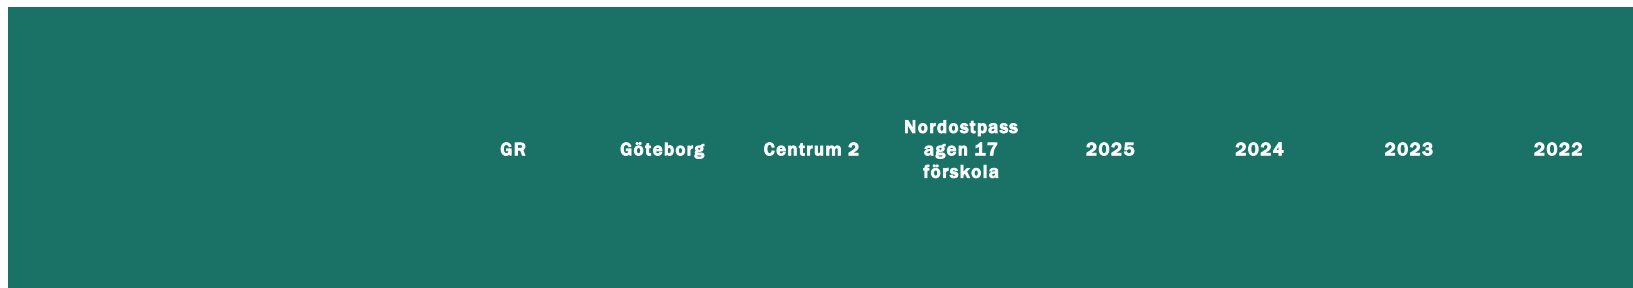 GR Göteborg Centrum 2 Nordostpass
agen 17
förskola 2025 2024 2023 2022